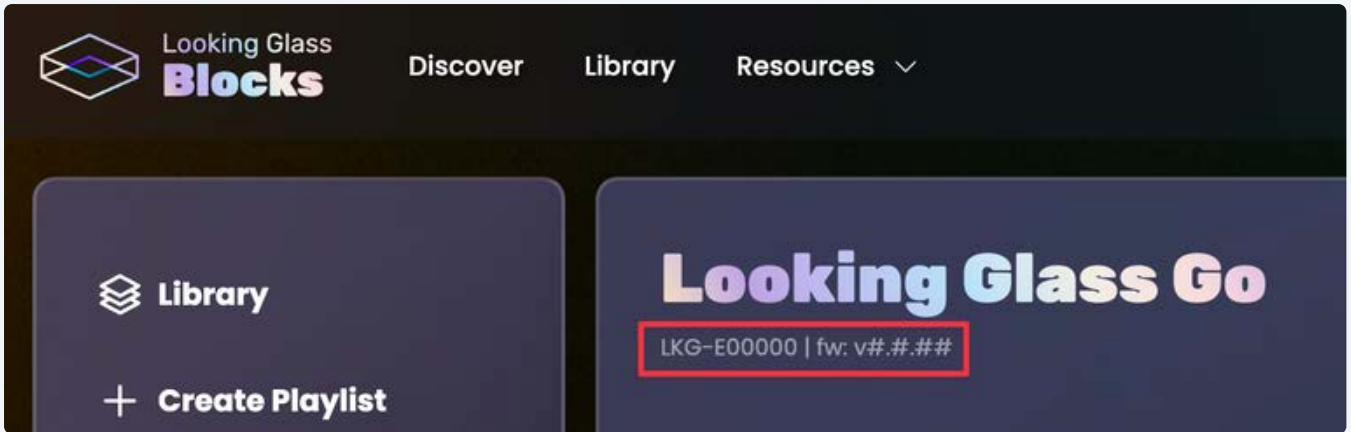 Looking Glass
Blocks
Discover
Library
Resources
Library
Create Playlist
Looking Glass Go
LKG-E00000 | fw: v#.#.##